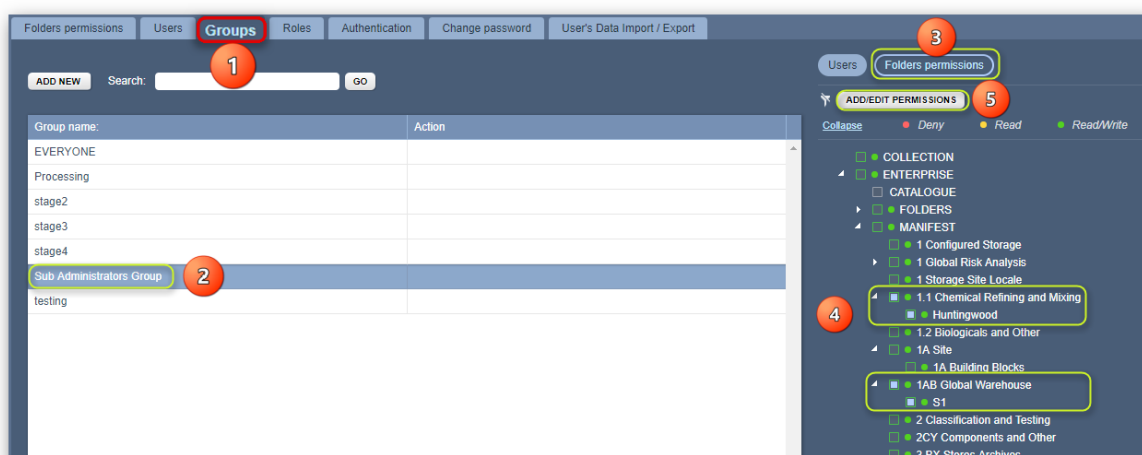 Folders permissions Users Groups Roles Authentication Change password User's Data Import / Export
1
3
Users Folders permissions
ADD NEW Search: GO
ADD/EDIT PERMISSIONS 5
Collapse Deny Read Read/Write
Group name: Action
EVERYONE
Processing
stage2
stage3
stage4
Sub Administrators Group 2
testing
COLLECTION
ENTERPRISE
CATALOGUE
FOLDERS
MANIFEST
1 Configured Storage
1 Global Risk Analysis
1 Storage Site Locale
1.1 Chemical Refining and Mixing
4
Huntingwood
1.2 Biologicals and Other
1A Site
1A Building Blocks
1AB Global Warehouse
S1
2 Classification and Testing
2CY Components and Other
3 BX Stores Archives